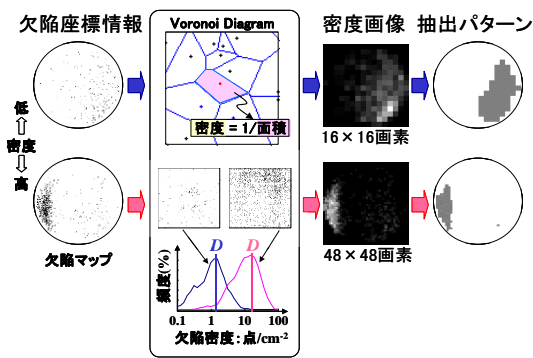 欠陥座標情報
Voronoi Diagram
密度画像
抽出パターン
密度 = 1/面積
16×16画素
低
密度
高
欠陥マップ
48×48画素
D
D
頻度(%)
0.1
1
10
100
欠陥密度：点/cm-2